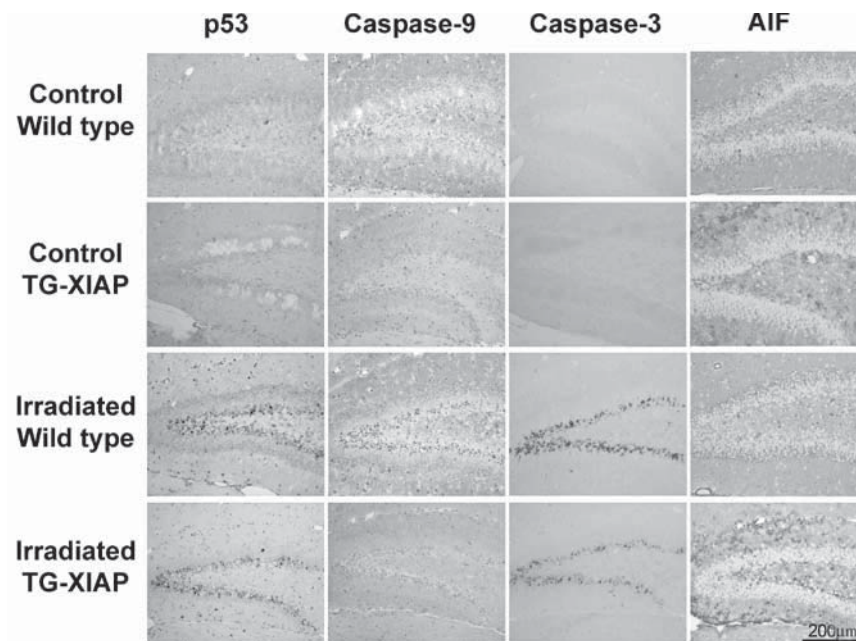 p53 Caspase-9 Caspase-3 AIF
Control
Wild type
Control
TG-XIAP
Irradiated
Wild type
Irradiated
TG-XIAP
200μm